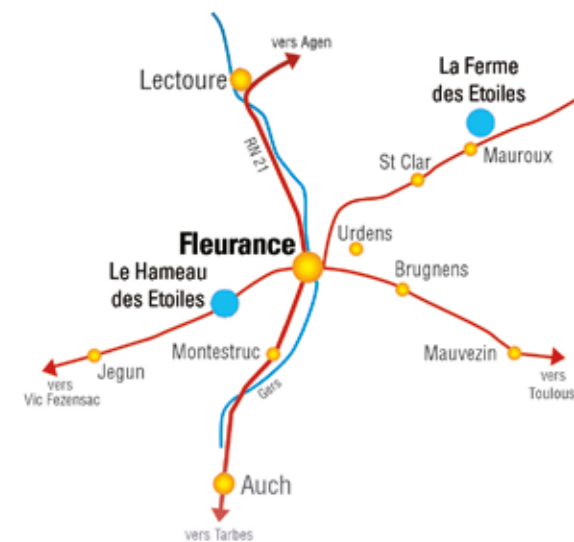 vers Agen
Lectoure
La Ferme
des Etoiles
RN 21
St Clar
Mauroux
Fleurance
Urdens
Le Hameau
des Etoiles
Brugnens
Montestruc
Mauvezin
Jegun
vers
Vic Fezensac
Gers
vers
Toulous
Auch
vers Tarbes